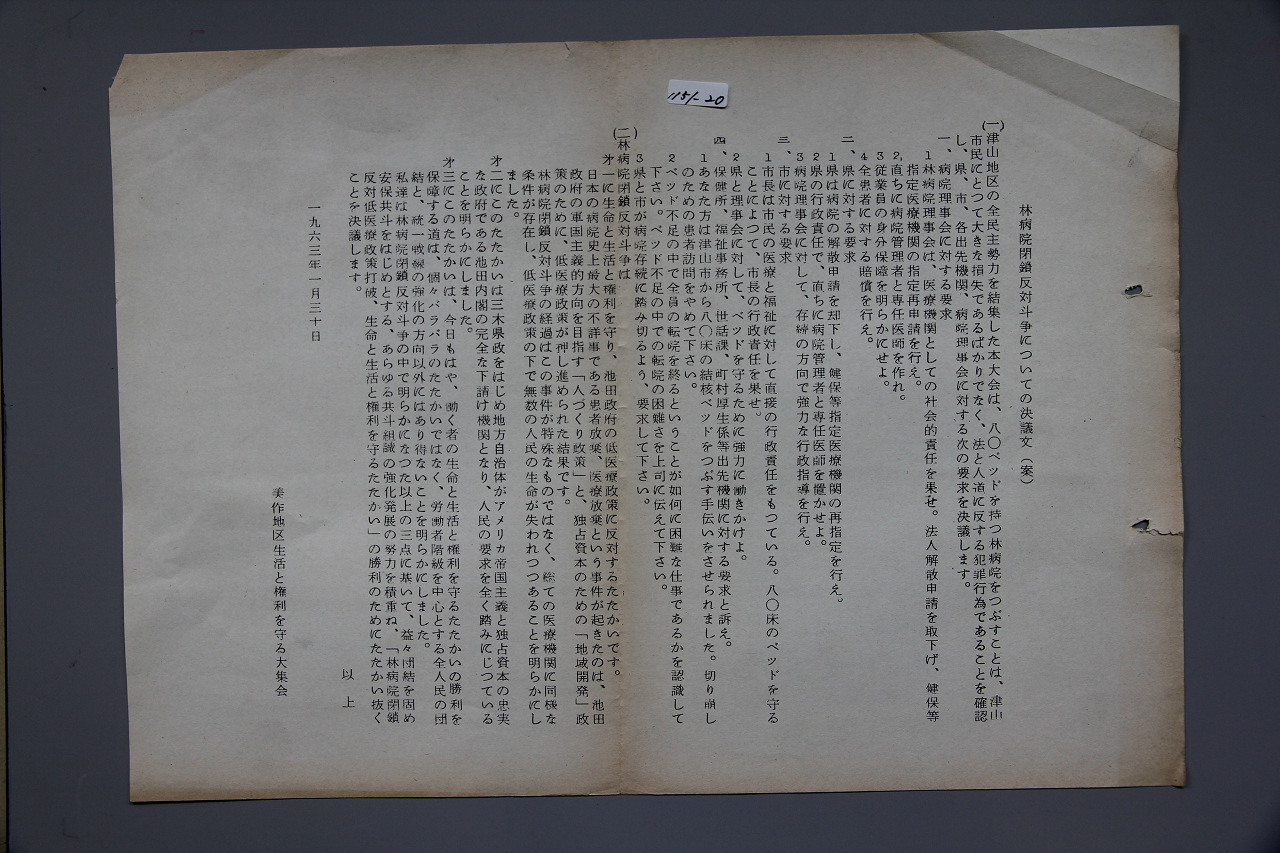 115/-20
林病院閉鎖反対斗争についての決議文（案）
(一)津山地区の全民主勢力を結集した本大会は、八〇ベッドを持つ林病院をつぶすことは、津山
市民にとつて大きな損失であるばかりでなく、法と人道に反する犯罪行為であることを確認
し、県、市、各出先機関、病院理事会に対する次の要求を決議します。
一、病院理事会に対する要求
1 林病院理事会は、医療機関としての社会的責任を果せ。法人解散申請を取下げ、健保等
指定医療機関の指定再申請を行え。
2,直ちに病院管理者と専任医師を作れ。
3 従業員の身分保障を明らかにせよ。
4 全患者に対する賠償を行え。
二、県に対する要求
1 県は病院の解散申請を却下し、健保等指定医療機関の再指定を行え。
2 県の行政責任で、直ちに病院管理者と専任医師を置かせよ。
3 病院理事会に対して、存続の方向で強力な行政指導を行え。
三、市に対する要求
1 市長は市民の医療と福祉に対して直接の行政責任をもつている。八〇床のベッドを守る
ことによつて、市長の行政責任を果せ。
2 県と理事会に対して、ベッドを守るために強力に働きかけよ。
四、保健所、福祉事務所、世話課、町村厚生係等出先機関に対する要求と訴え。
1 あなた方は津山市から八〇床の結核ベッドをつぶす手伝いをさせられました。切り崩し
のための患者訪問をやめて下さい。
2 ベッド不足の中で全員の転院を終るということが如何に困難な仕事であるかを認識して
下さい。ベッド不足の中での転院の困難さを上司に伝えて下さい。
3 県と市が病院存続に踏み切るよう、要求して下さい。
(二)林病院閉鎖反対斗争は
才一に生命と生活と権利を守り、池田政府の低医療政策に反対するたたかいです。
日本の病院史上最大の不祥事である患者放棄、医療放棄という事件が起きたのは、池田
政府の軍国主義的方向を目指す「人づくり政策」と、独占資本のための「地域開発」政
策のために、低医療政策が押し進められた結果です。
林病院閉鎖反対斗争の経過はこの事件が特殊なものではなく、総ての医療機関に同様な
条件が存在し、低医療政策の下で無数の人民の生命が失われつつあることを明らかにし
ました。
才二にこのたたかいは三木県政をはじめ地方自治体がアメリカ帝国主義と独占資本の忠実
な政府である池田内閣の完全な下請け機関となり、人民の要求を全く踏みにじつている
ことを明らかにしました。
才三にこのたたかいは、今日もはや、働く者の生命と生活と権利を守るたたかいの勝利を
保障する道は、個々バラバラのたたかいではなく、労働者階級を中心とする全人民の団
結と、統一戦線の強化の方向以外にはあり得ないことを明らかにしました。
私達は林病院閉鎖反対斗争の中で明らかになつた以上の三点に基いて、益々団結を固め
安保共斗をはじめとする、あらゆる共斗組識の強化発展の努力を積重ね、「林病院閉鎖
反対低医療政策打破、生命と生活と権利を守るたたかい」の勝利のためにたたかい抜く
ことを決議します。
以上
一九六三年一月三十日
美作地区生活と権利を守る大集会